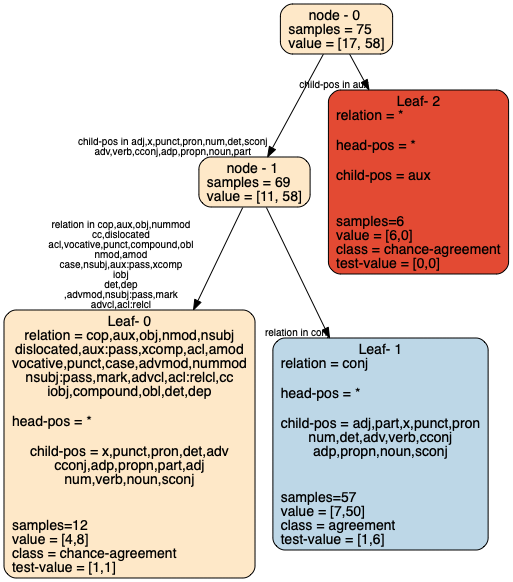 node - 0
samples = 75
value = [17, 58]
child-pos in aux
Leaf- 2
relation = *
head-pos = *
child-pos = aux
samples=6
value = [6,0]
class = chance-agreement
test-value = [0,0]
child-pos in adj,x,punct,pron,num,det,sconj
adv,verb,cconj,adp,propn,noun,part
node - 1
samples = 69
value = [11, 58]
relation in cop,aux,obj,nummod
cc,dislocated
acl,vocative,punct,compound,obl
nmod,amod
case,nsubj,aux:pass,xcomp
iobj
det,dep
,advmod,nsubj:pass,mark
advcl,acl:relcl
relation in conj
Leaf- 0
relation = cop,aux,obj,nmod,nsubj
dislocated,aux:pass,xcomp,acl,amod
vocative,punct,case,advmod,nummod
nsubj:pass,mark,advcl,acl:relcl,cc
iobj,compound,obl,det,dep
head-pos = *
child-pos = x,punct,pron,det,adv
cconj,adp,propn,part,adj
num,verb,noun,sconj
samples=12
value = [4,8]
class = chance-agreement
test-value = [1,1]
Leaf- 1
relation = conj
head-pos = *
child-pos = adj,part,x,punct,pron
num,det,adv,verb,cconj
adp,propn,noun,sconj
samples=57
value = [7,50]
class = agreement
test-value = [1,6]